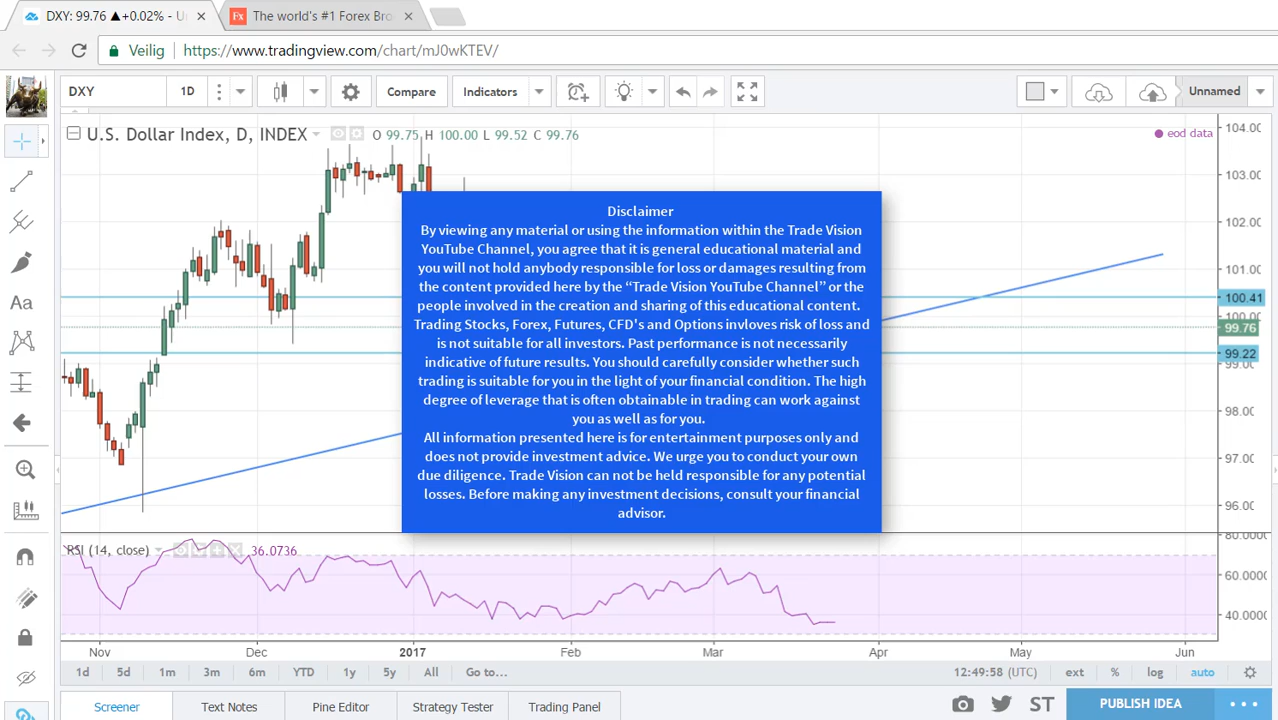 DXY: 99.76 ▲+0.02% - U
The world's #1 Forex Bro
Veilig https://www.tradingview.com/chart/mJ0wKTEV/
DXY 1D Compare Indicators Unnamed
U.S. Dollar Index, D, INDEX O 99.75 H 100.00 L 99.52 C 99.76
eod data
104.00
103.00
102.00
101.00
100.41
100.00
99.76
99.22
99.00
98.00
97.00
96.00
Disclaimer
By viewing any material or using the information within the Trade Vision
YouTube Channel, you agree that it is general educational material and
you will not hold anybody responsible for loss or damages resulting from
the content provided here by the “Trade Vision YouTube Channel” or the
people involved in the creation and sharing of this educational content.
Trading Stocks, Forex, Futures, CFD's and Options invloves risk of loss and
is not suitable for all investors. Past performance is not necessarily
indicative of future results. You should carefully consider whether such
trading is suitable for you in the light of your financial condition. The high
degree of leverage that is often obtainable in trading can work against
you as well as for you.
All information presented here is for entertainment purposes only and
does not provide investment advice. We urge you to conduct your own
due diligence. Trade Vision can not be held responsible for any potential
losses. Before making any investment decisions, consult your financial
advisor.
RSI (14, close) 36.0736
80.0000
60.0000
40.0000
Nov Dec 2017 Feb Mar Apr May Jun
1d 5d 1m 3m 6m YTD 1y 5y All Go to... 12:49:58 (UTC) ext % log auto
Screener Text Notes Pine Editor Strategy Tester Trading Panel ST PUBLISH IDEA